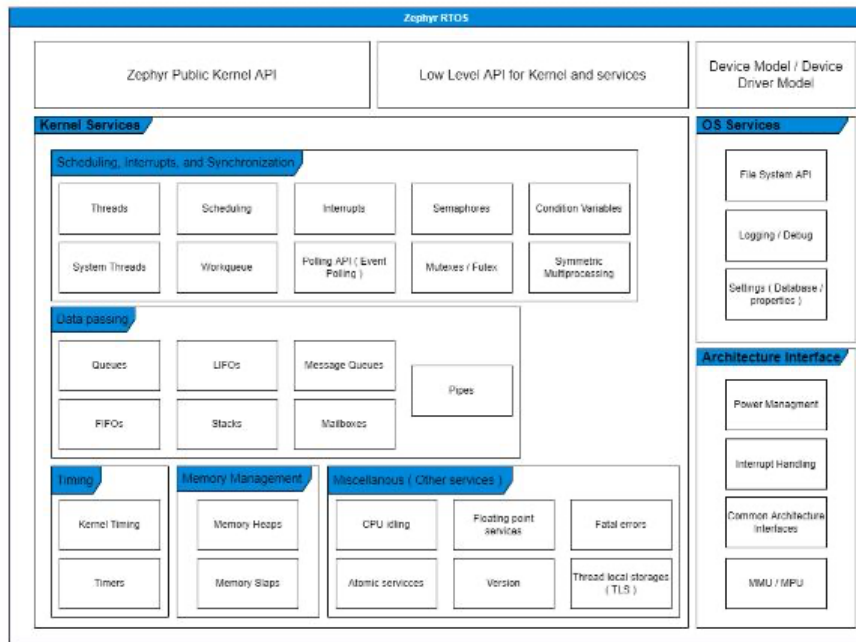 Zephyr RTOS
Zephyr Public Kernel API
Low Level API for Kernel and services
Device Model / Device
Driver Model
Kernel Services
Scheduling, Interrupts, and Synchronization
Threads
Scheduling
Interrupts
Semaphores
Condition Variables
System Threads
Workqueue
Polling API ( Event
Polling )
Mutexes / Futex
Symmetric
Multiprocessing
Data passing
Queues
LIFOs
Message Queues
Pipes
FIFOs
Stacks
Mailboxes
Timing
Kernel Timing
Timers
Memory Management
Memory Heaps
Memory Slaps
Miscellanous ( Other services )
CPU idling
Floating point
services
Fatal errors
Atomic servicces
Version
Thread local storages
( TLS )
OS Services
File System API
Logging / Debug
Settings ( Database /
properties )
Architecture Interface
Power Managment
Interrupt Handling
Common Architecture
Interfaces
MMU / MPU